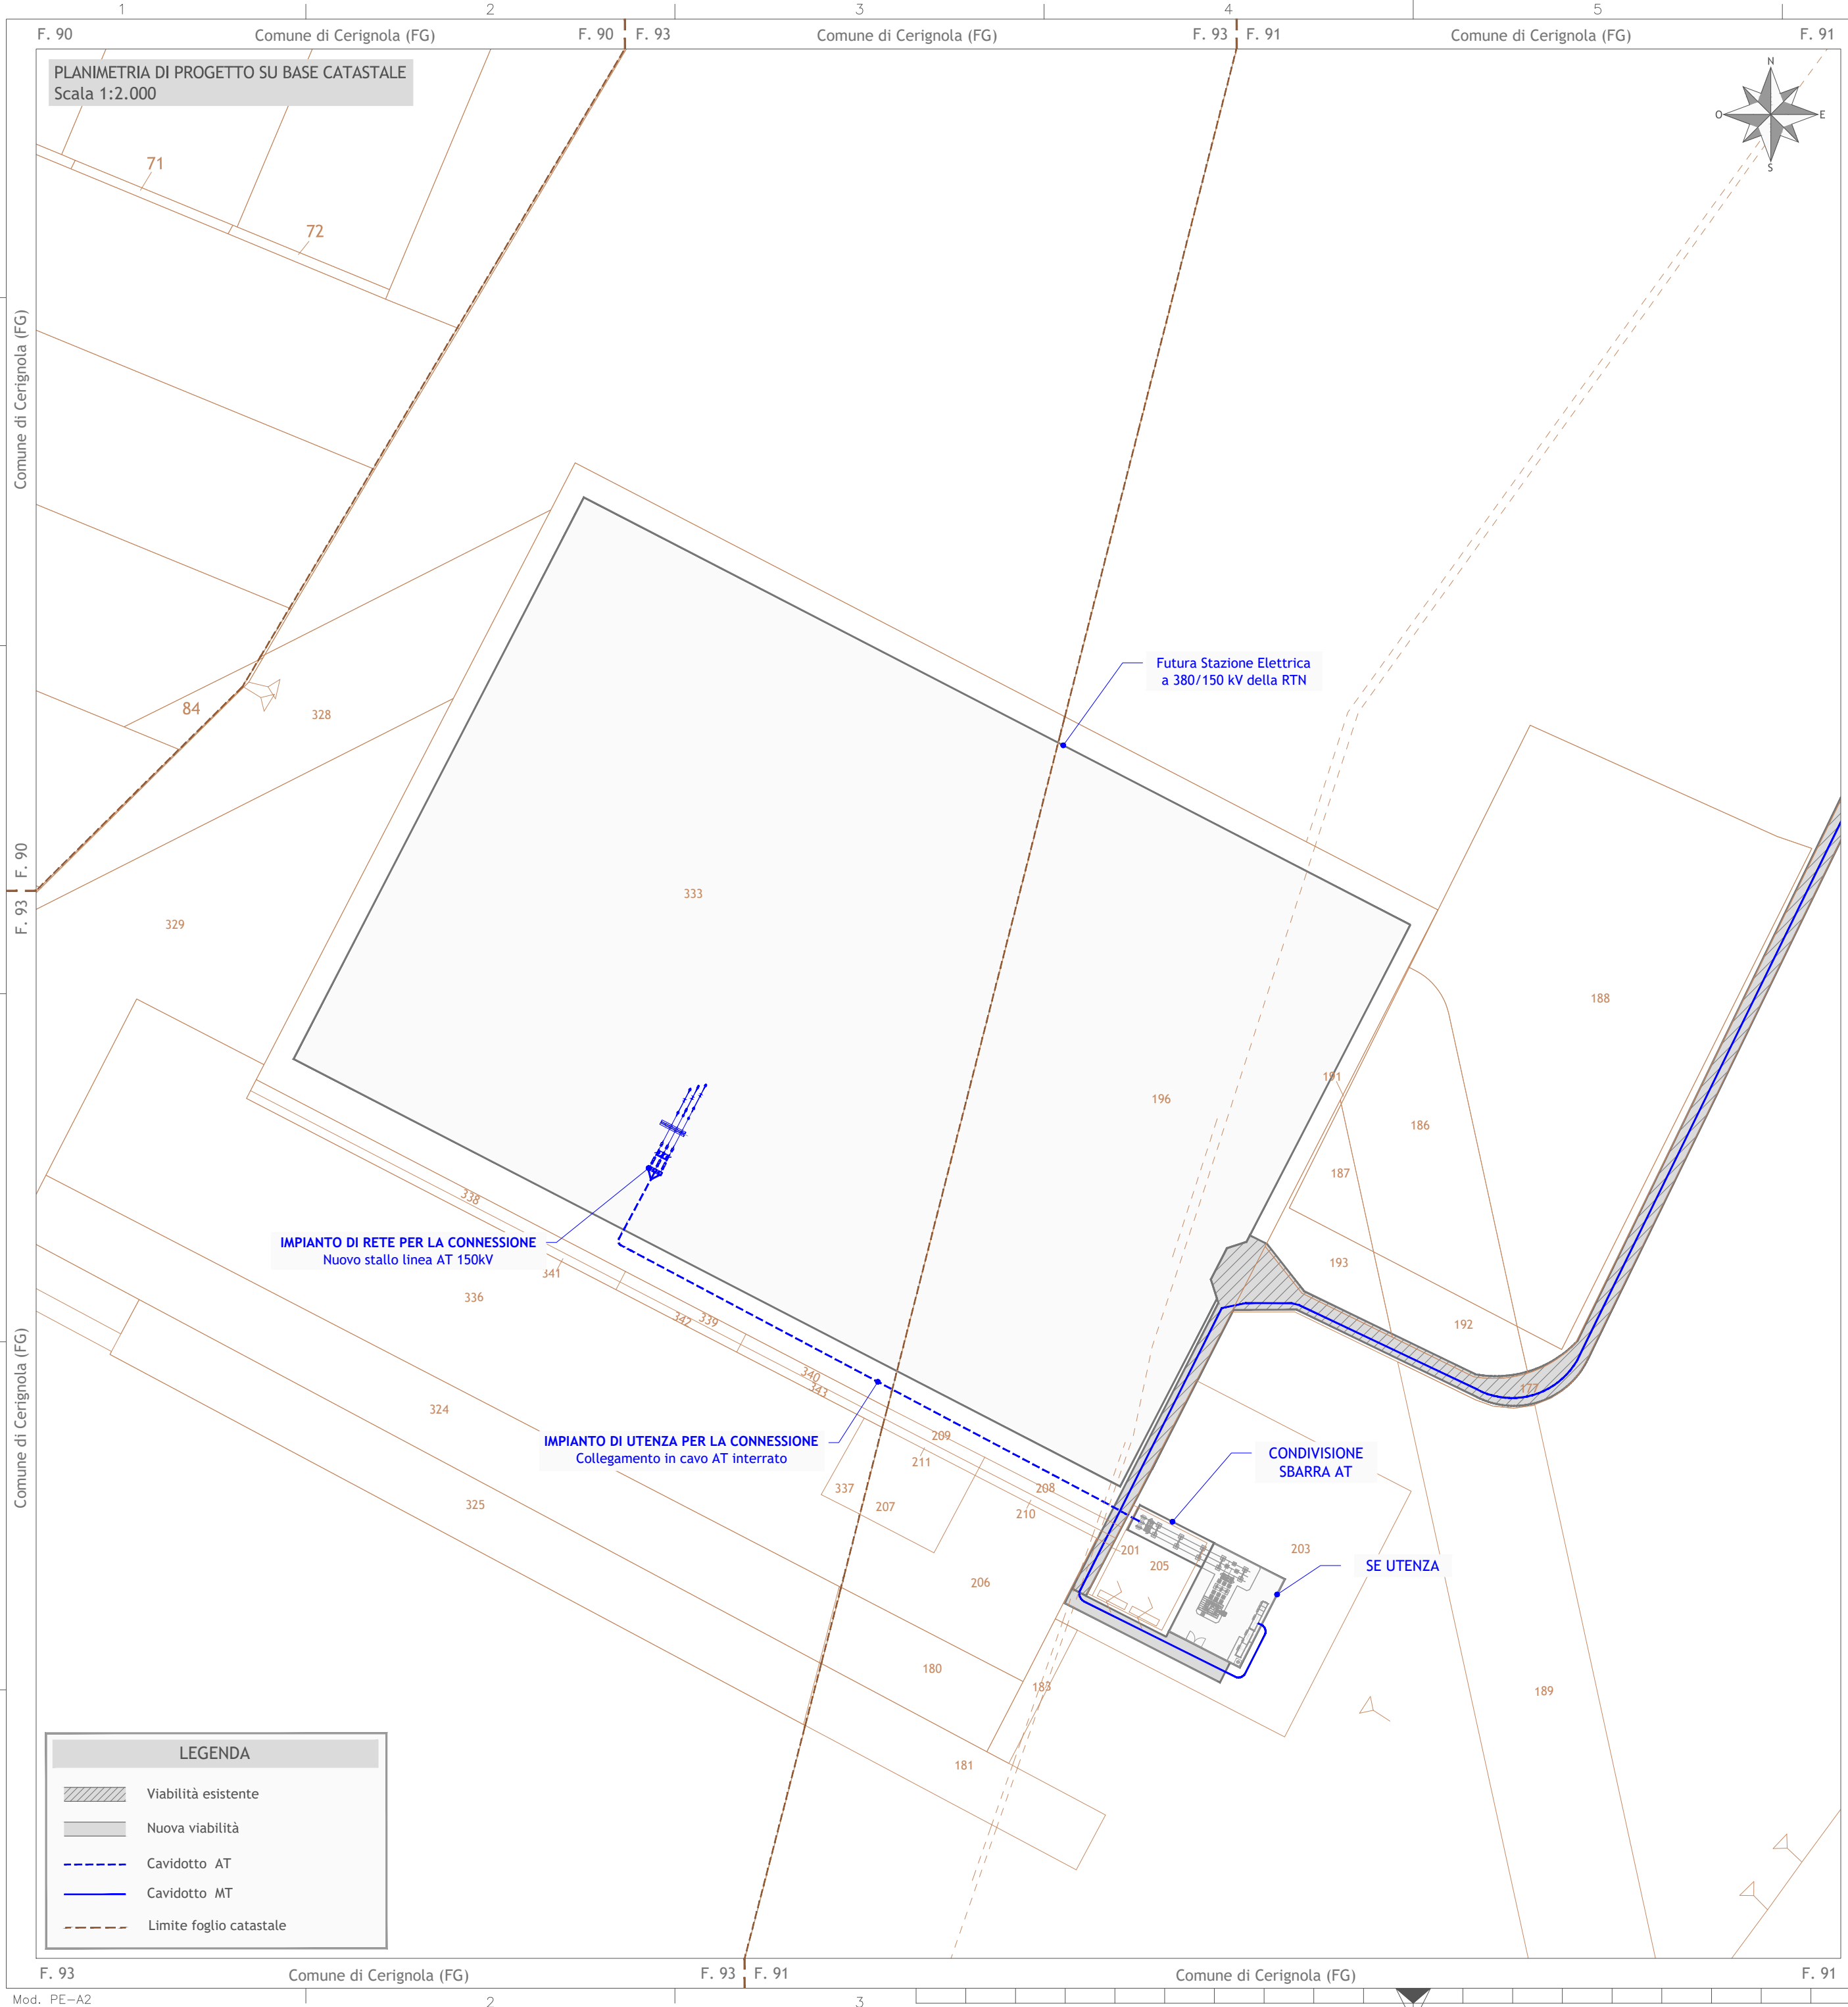 1
2
3
4
5
F. 90
Comune di Cerignola (FG)
F. 90
F. 93
Comune di Cerignola (FG)
F. 93
F. 91
Comune di Cerignola (FG)
F. 91
PLANIMETRIA DI PROGETTO SU BASE CATASTALE
Scala 1:2.000
N
O
E
S
71
72
Comune di Cerignola (FG)
Futura Stazione Elettrica
a 380/150 kV della RTN
84
328
F. 90
F. 93
333
329
188
191
196
186
187
338
IMPIANTO DI RETE PER LA CONNESSIONE
Nuovo stallo linea AT 150kV
341
193
336
342
339
192
340
343
177
Comune di Cerignola (FG)
324
209
IMPIANTO DI UTENZA PER LA CONNESSIONE
Collegamento in cavo AT interrato
211
CONDIVISIONE
SBARRA AT
337
208
325
207
210
201
203
205
SE UTENZA
206
180
183
189
181
LEGENDA
Viabilità esistente
Nuova viabilità
Cavidotto AT
Cavidotto MT
Limite foglio catastale
F. 93
Comune di Cerignola (FG)
F. 93
F. 91
Comune di Cerignola (FG)
F. 91
Mod. PE-A2
2
3